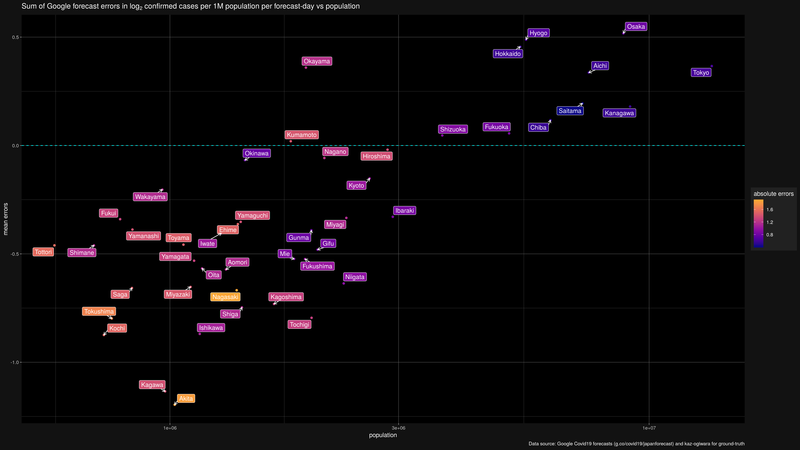 Sum of Google forecast errors in log₂ confirmed cases per 1M population per forecast-day vs population
Osaka
Hyogo
0.5
Hokkaido
Okayama
Aichi
Tokyo
Saitama
Kanagawa
Fukuoka
Chiba
Shizuoka
Kumamoto
0.0
Nagano
Okinawa
Hiroshima
Kyoto
absolute errors
Wakayama
1.6
Ibaraki
Fukui
1.2
Yamaguchi
mean errors
Miyagi
Ehime
0.8
Yamanashi
Toyama
Gunma
Iwate
Gifu
Tottori
Shimane
-0.5
Mie
Yamagata
Aomori
Fukushima
Oita
Niigata
Saga
Miyazaki
Nagasaki
Kagoshima
Tokushima
Shiga
Tochigi
Kochi
Ishikawa
-1.0
Kagawa
Akita
1e+06
3e+06
1e+07
population
Data source: Google Covid19 forecasts (g.co/covid19/japanforecast) and kaz-ogiwara for ground-truth